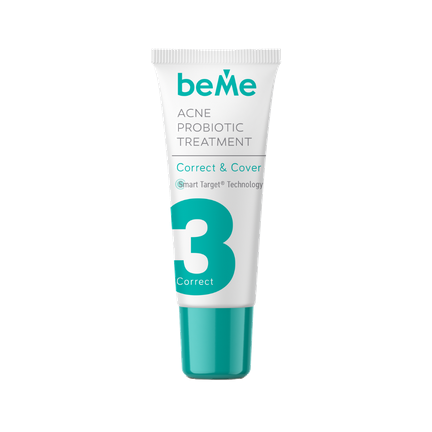 beMe
ACNE
PROBIOTIC
TREATMENT
Correct & Cover
Smart Target® Technology
3
Correct